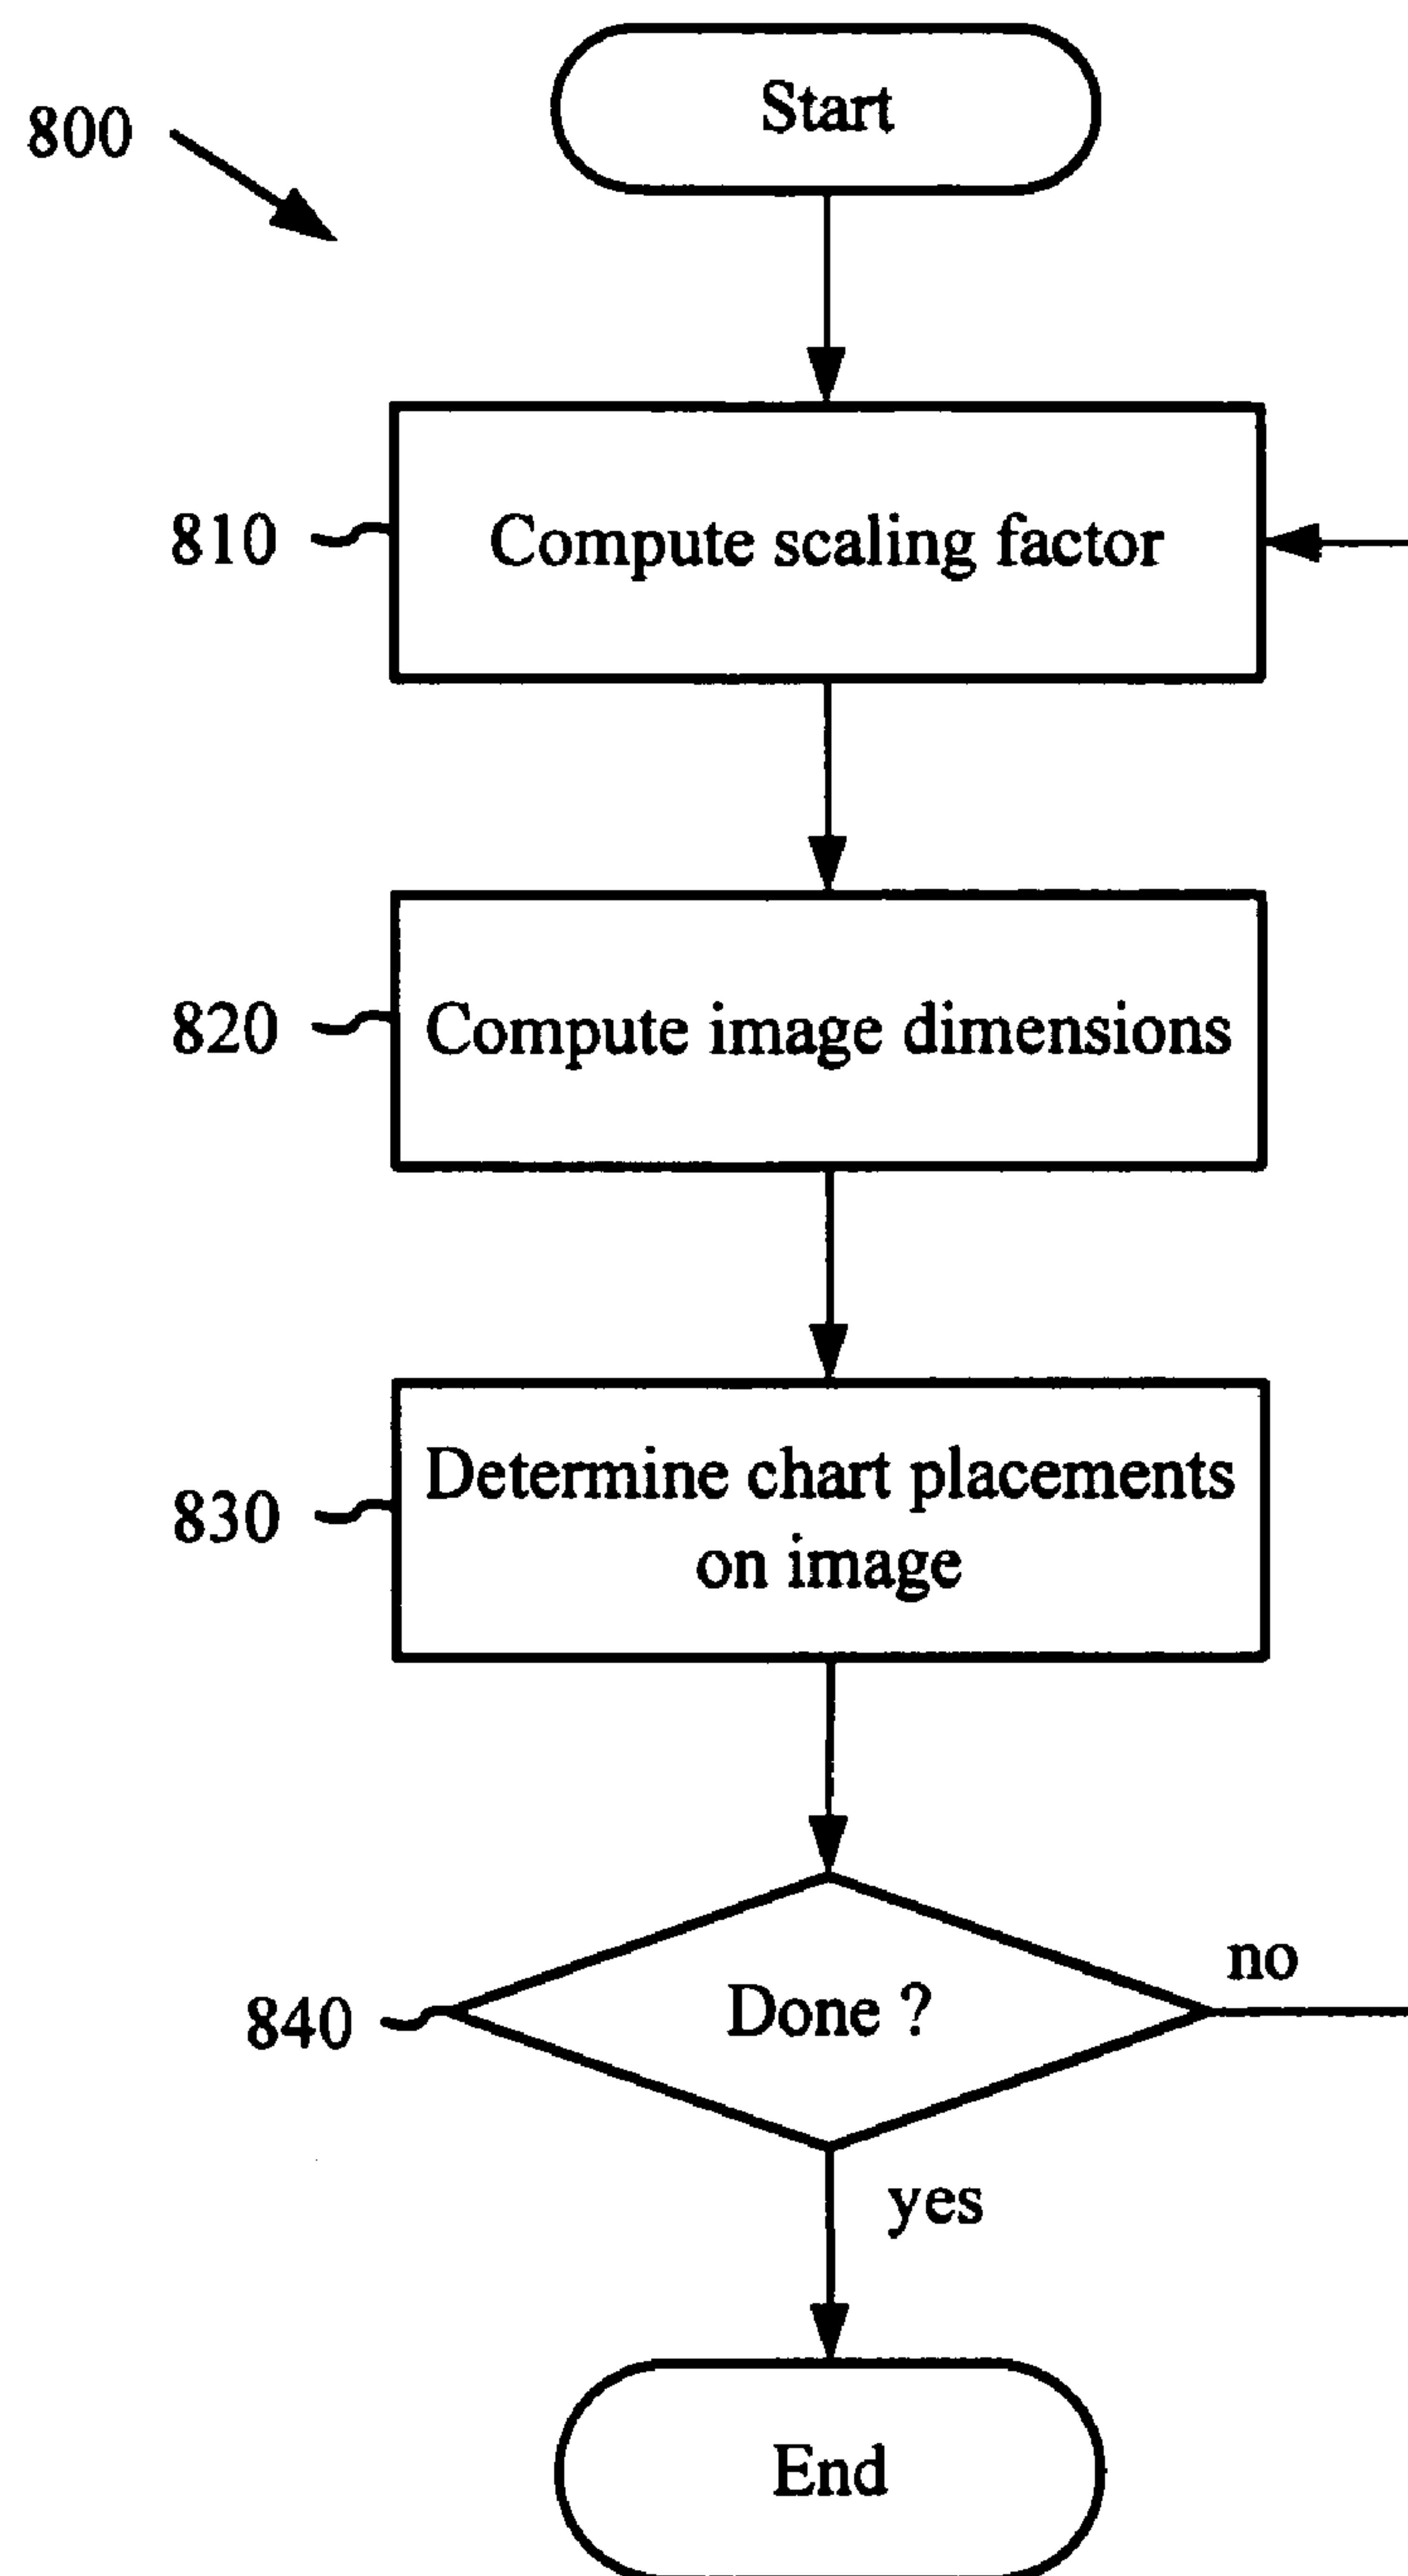 Start
800
810
Compute scaling factor
820
Compute image dimensions
830
Determine chart placements
on image
840
Done ?
no
yes
End